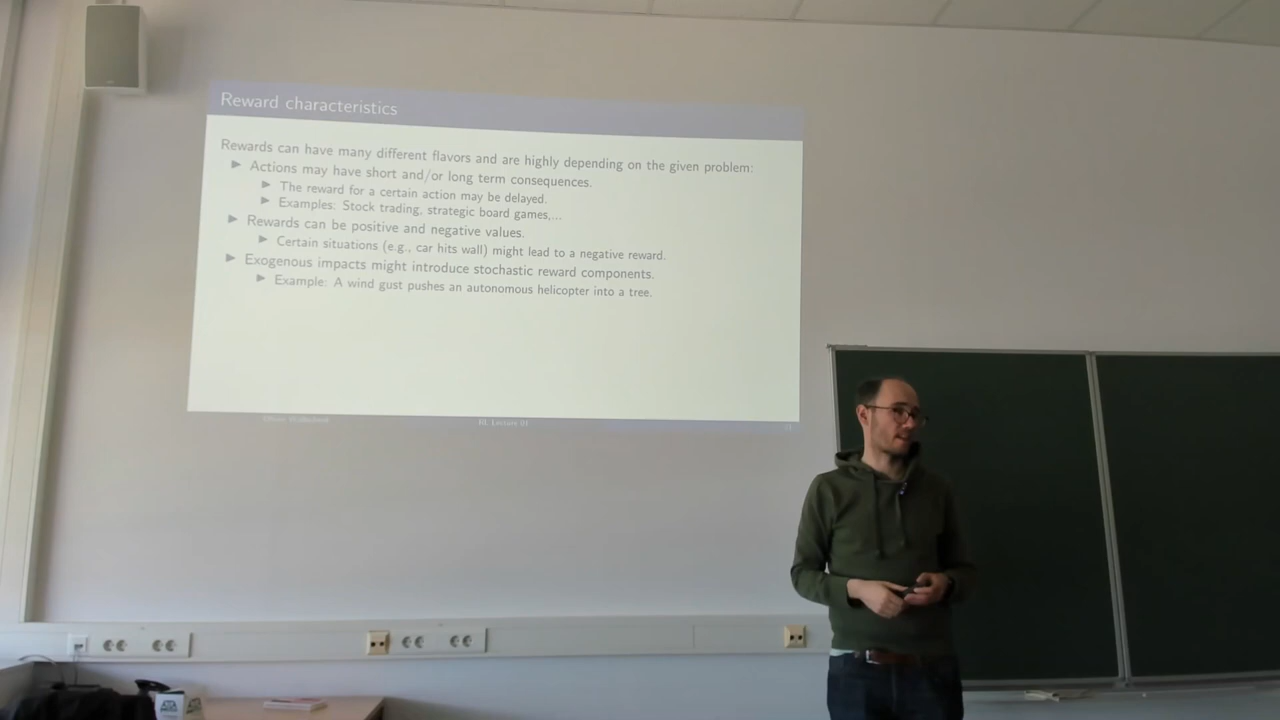 Reward characteristics
Rewards can have many different flavors and are highly depending on the given problem:
▶ Actions may have short and/or long term consequences.
▶ The reward for a certain action may be delayed.
▶ Examples: Stock trading, strategic board games,...
▶ Rewards can be positive and negative values.
▶ Certain situations (e.g., car hits wall) might lead to a negative reward.
▶ Exogenous impacts might introduce stochastic reward components.
▶ Example: A wind gust pushes an autonomous helicopter into a tree.
RL Lecture 01